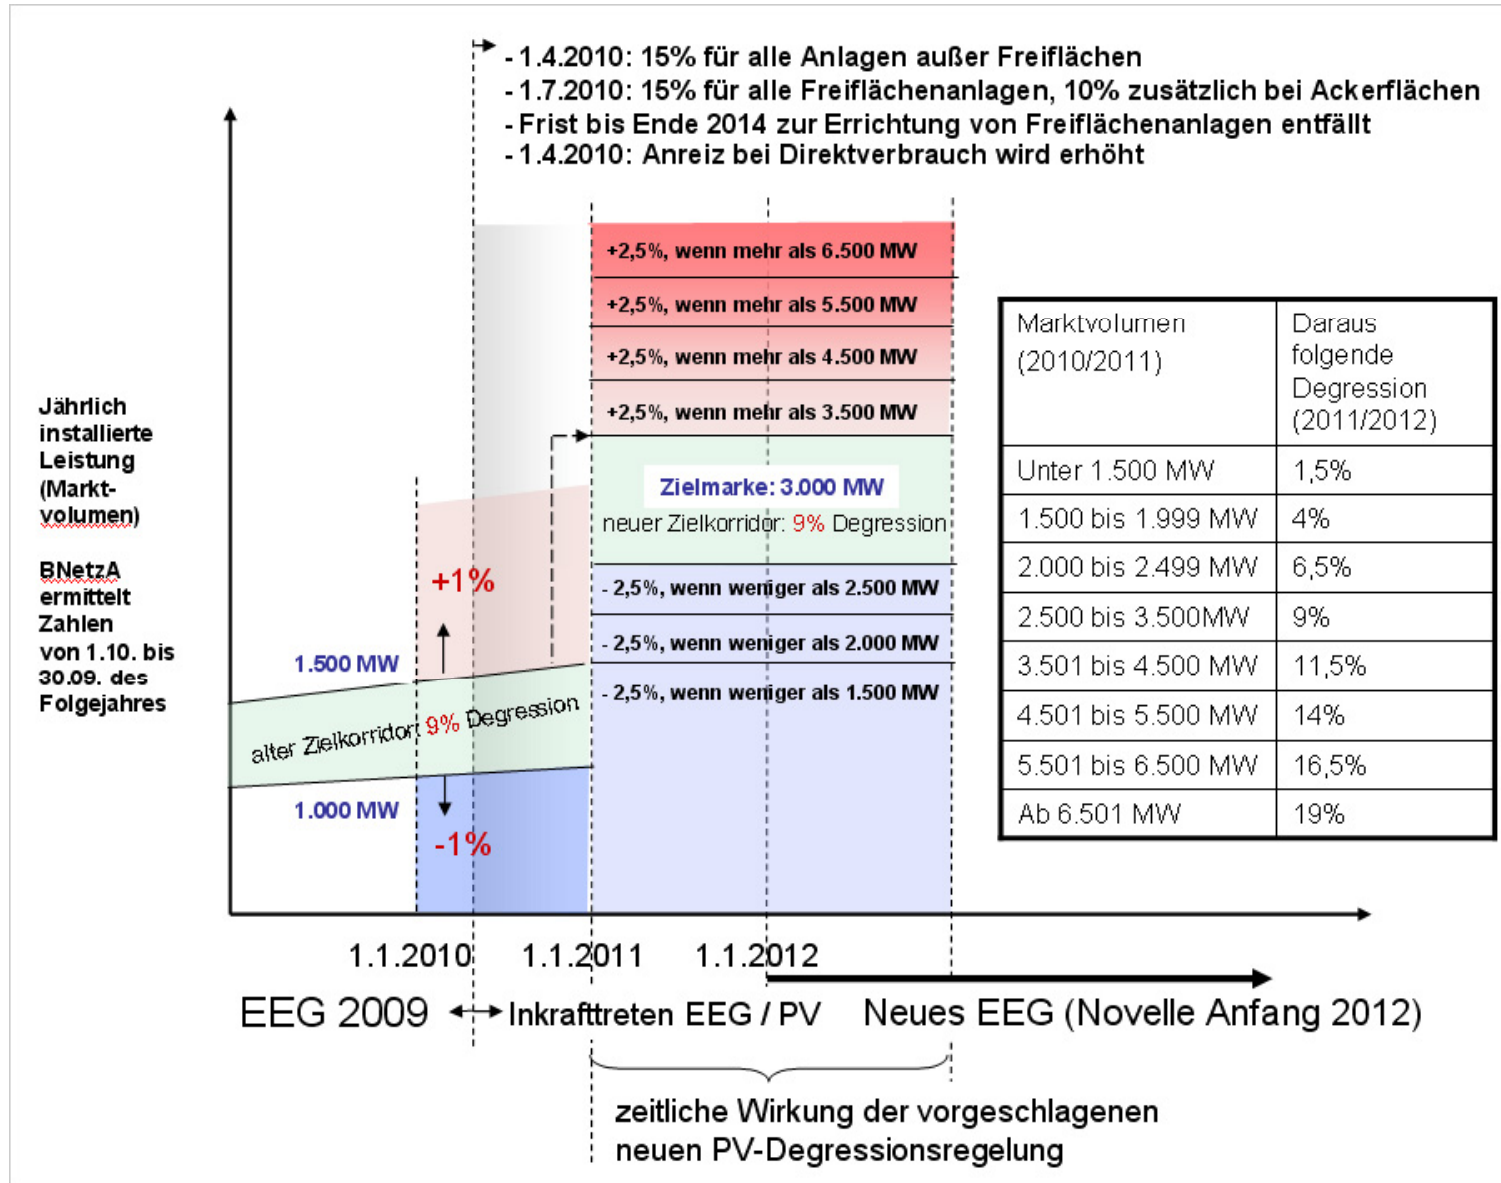 - 1.4.2010: 15% für alle Anlagen außer Freiflächen
- 1.7.2010: 15% für alle Freiflächenanlagen, 10% zusätzlich bei Ackerflächen
- Frist bis Ende 2014 zur Errichtung von Freiflächenanlagen entfällt
- 1.4.2010: Anreiz bei Direktverbrauch wird erhöht
Jährlich
installierte
Leistung
(Markt-
volumen)
BNetzA
ermittelt
Zahlen
von 1.10. bis
30.09. des
Folgejahres
1.500 MW
+1%
alter Zielkorridor: 9% Degression
1.000 MW
-1%
+2,5%, wenn mehr als 6.500 MW
+2,5%, wenn mehr als 5.500 MW
+2,5%, wenn mehr als 4.500 MW
+2,5%, wenn mehr als 3.500 MW
Zielmarke: 3.000 MW
neuer Zielkorridor: 9% Degression
- 2,5%, wenn weniger als 2.500 MW
- 2,5%, wenn weniger als 2.000 MW
- 2,5%, wenn weniger als 1.500 MW
Marktvolumen
(2010/2011)
Daraus
folgende
Degression
(2011/2012)
Unter 1.500 MW 1,5%
1.500 bis 1.999 MW 4%
2.000 bis 2.499 MW 6,5%
2.500 bis 3.500MW 9%
3.501 bis 4.500 MW 11,5%
4.501 bis 5.500 MW 14%
5.501 bis 6.500 MW 16,5%
Ab 6.501 MW 19%
1.1.2010 1.1.2011 1.1.2012
EEG 2009 Inkrafttreten EEG / PV Neues EEG (Novelle Anfang 2012)
zeitliche Wirkung der vorgeschlagenen
neuen PV-Degressionsregelung